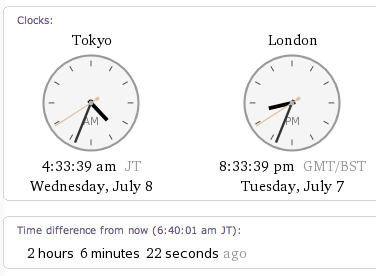 Clocks:
Tokyo London
AM PM
4:33:39 am JT 8:33:39 pm GMT/BST
Wednesday, July 8 Tuesday, July 7
Time difference from now (6:40:01 am JT):
2 hours 6 minutes 22 seconds ago